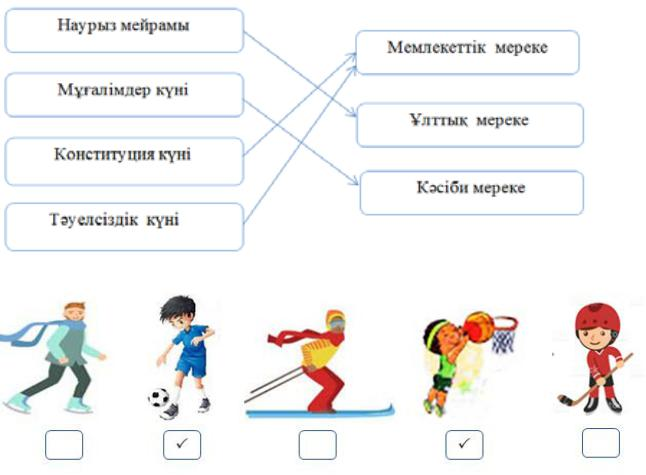 Наурыз мейрамы
Мемлекеттік мереке
Мұғалімдер күні
Ұлттық мереке
Конституция күні
Кәсіби мереке
Тәуелсіздік күні